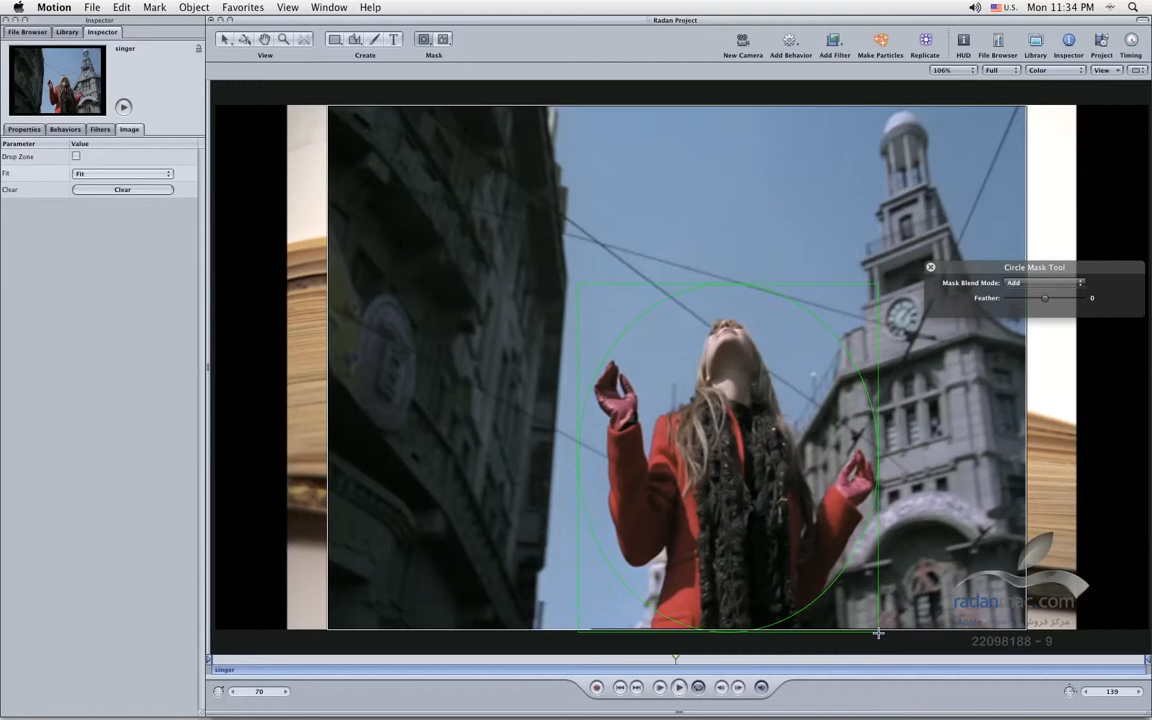 Motion File Edit Mark Object Favorites View Window Help
U.S. Mon 11:34 PM
Inspector
Radan Project
File Browser Library Inspector
singer
View Create Mask
New Camera Add Behavior Add Filter Make Particles Replicate HUD File Browser Library Inspector Project Timing
106% Full Color View
Properties Behaviors Filters Image
Parameter Value
Drop Zone
Fit Fit
Clear Clear
Circle Mask Tool
Mask Blend Mode: Add
Feather: 0
radanmac.com
22098188 - 9
singer
70
139